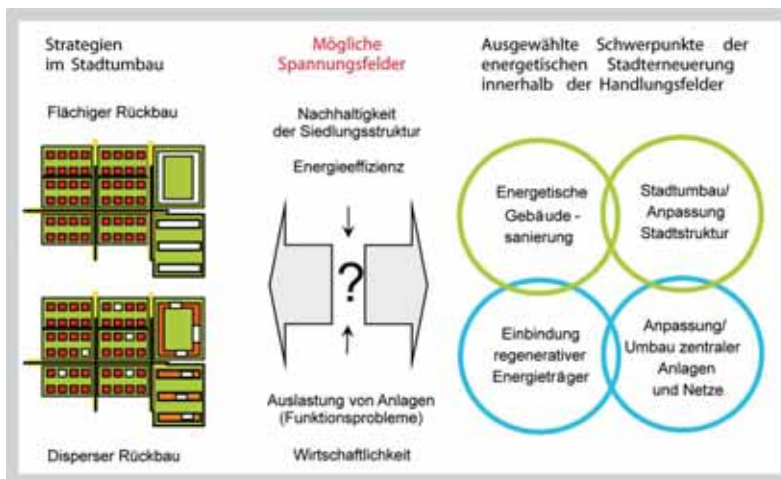 Strategien
im Stadtumbau
Flächiger Rückbau
Disperser Rückbau
Mögliche
Spannungsfelder
Nachhaltigkeit
der Siedlungsstruktur
Energieeffizienz
?
Auslastung von Anlagen
(Funktionsprobleme)
Wirtschaftlichkeit
Ausgewählte Schwerpunkte der
energetischen Stadterneuerung
innerhalb der Handlungsfelder
Energetische
Gebäude-
sanierung
Stadtumbau/
Anpassung
Stadtstruktur
Einbindung
regenerativer
Energieträger
Anpassung/
Umbau zentraler
Anlagen
und Netze